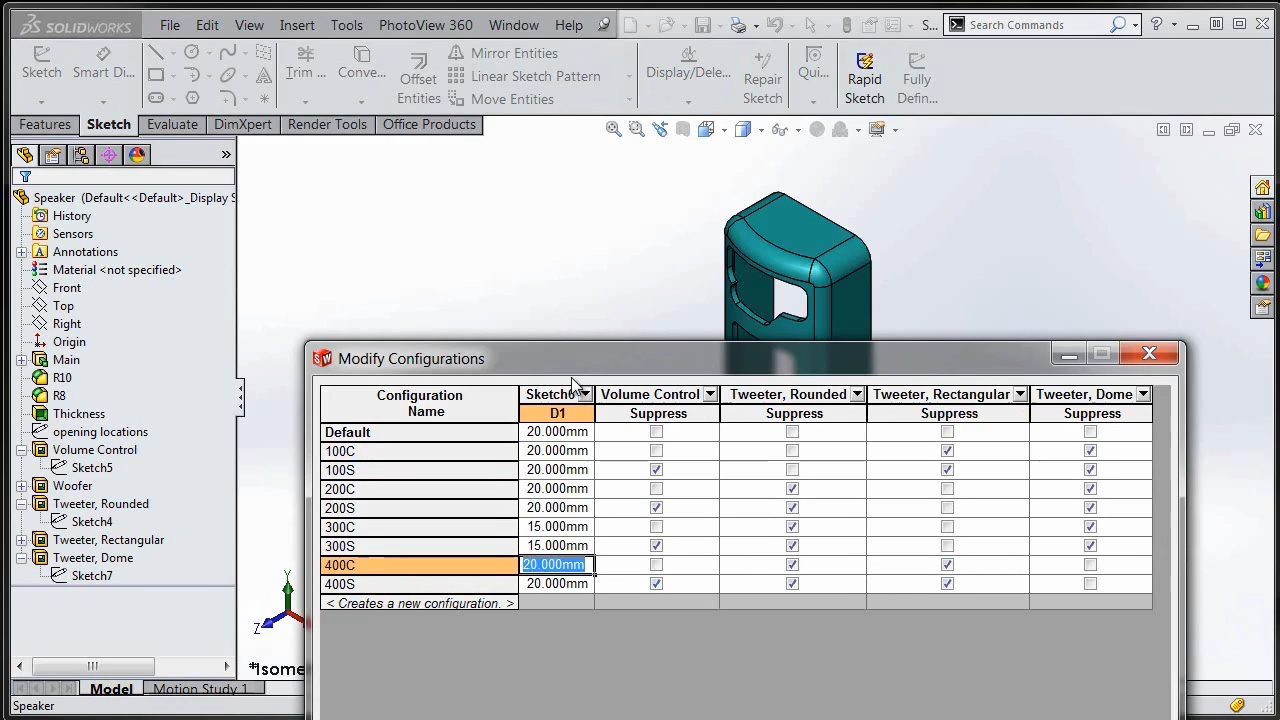 SOLIDWORKS File Edit View Insert Tools PhotoView 360 Window Help S... Search Commands ?
Sketch Smart Di... Trim ... Conve... Offset Entities Mirror Entities Display/Dele... Repair Sketch Qui... Rapid Sketch Fully Defin...
Linear Sketch Pattern
Move Entities
Features Sketch Evaluate DimXpert Render Tools Office Products
»
Speaker (Default<<Default>_Display S
History
Sensors
Annotations
Material <not specified>
Front
Top
Right
Origin
Main
R10
R8
Thickness
opening locations
Volume Control
Sketch5
Woofer
Tweeter, Rounded
Sketch4
Tweeter, Rectangular
Tweeter, Dome
Sketch7
Y
Z
*Isome
Model Motion Study 1
Speaker
SW Modify Configurations
Configuration Name Volume Control Tweeter, Rounded Tweeter, Rectangular Tweeter, Dome
D1 Suppress Suppress Suppress Suppress
Default 20.000mm
100C 20.000mm
100S 20.000mm
200C 20.000mm
200S 20.000mm
300C 15.000mm
300S 15.000mm
400C 20.000mm
400S 20.000mm
< Creates a new configuration. >